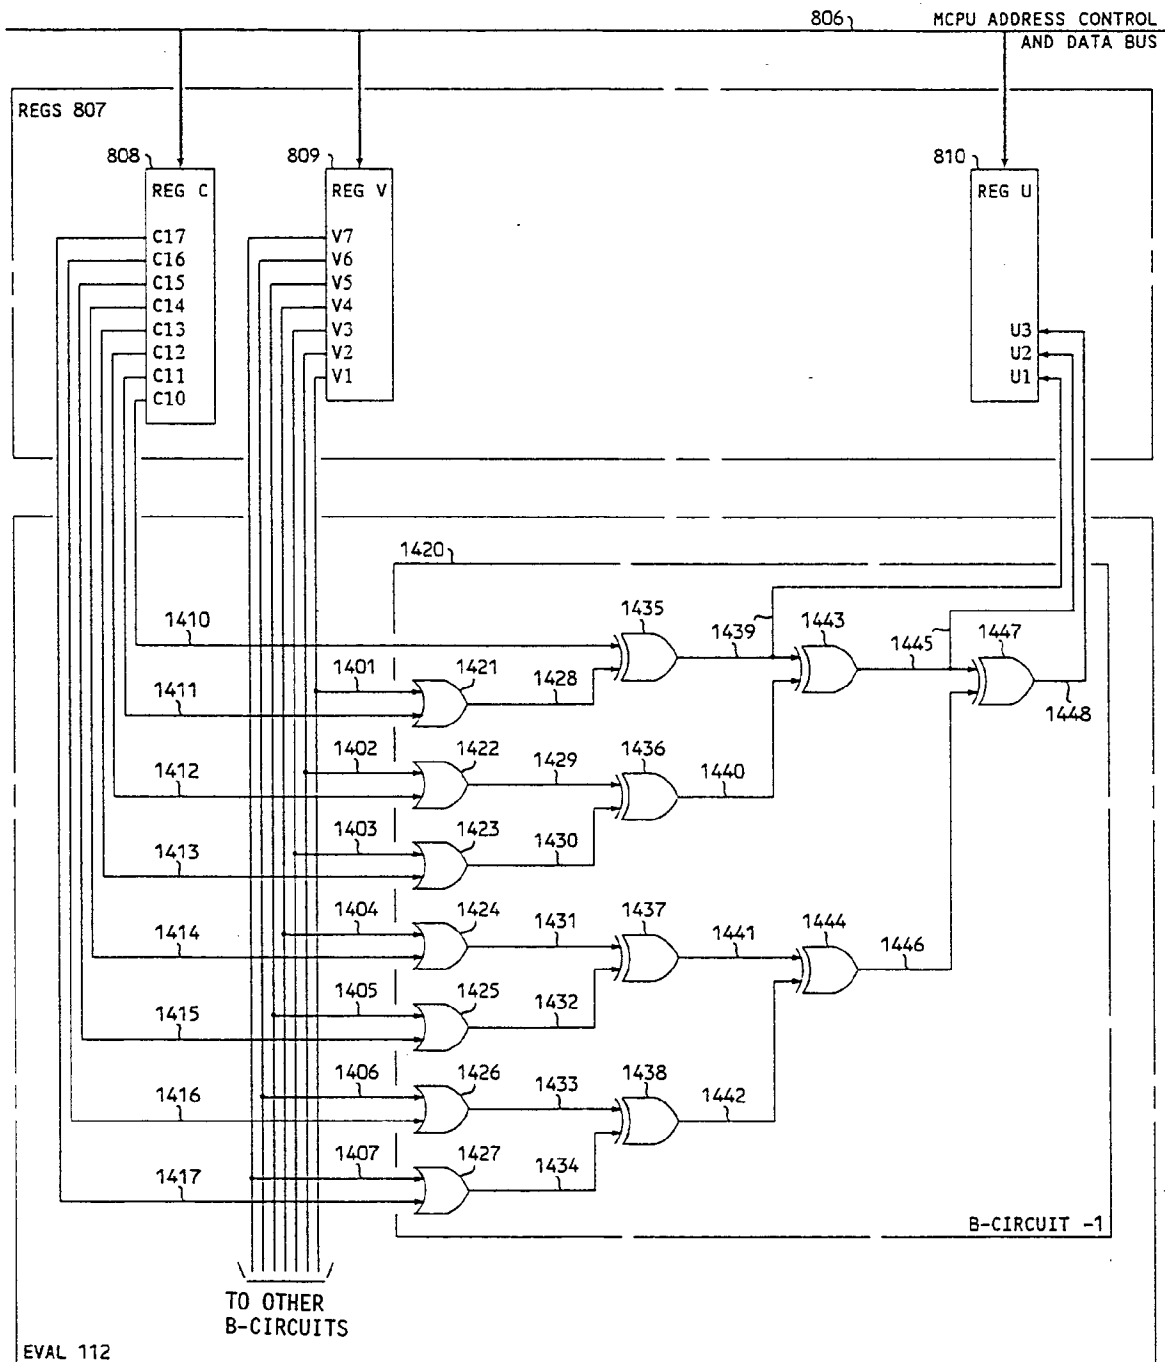 806 MCPU ADDRESS CONTROL
AND DATA BUS
REGS 807
808 809 810
REG C REG V REG U
C17 V7
C16 V6
C15 V5
C14 V4
C13 V3 U3
C12 V2 U2
C11 V1 U1
C10
1420
1410 1435 1439 1443 1445 1447
1401 1421 1428
1411 1448
1402 1422 1429 1436 1440
1412
1403 1423 1430
1413
1404 1424 1431 1437 1441 1444 1446
1414
1405 1425 1432
1415
1406 1426 1433 1438 1442
1416
1407 1427 1434
1417
B-CIRCUIT -1
TO OTHER
B-CIRCUITS
EVAL 112